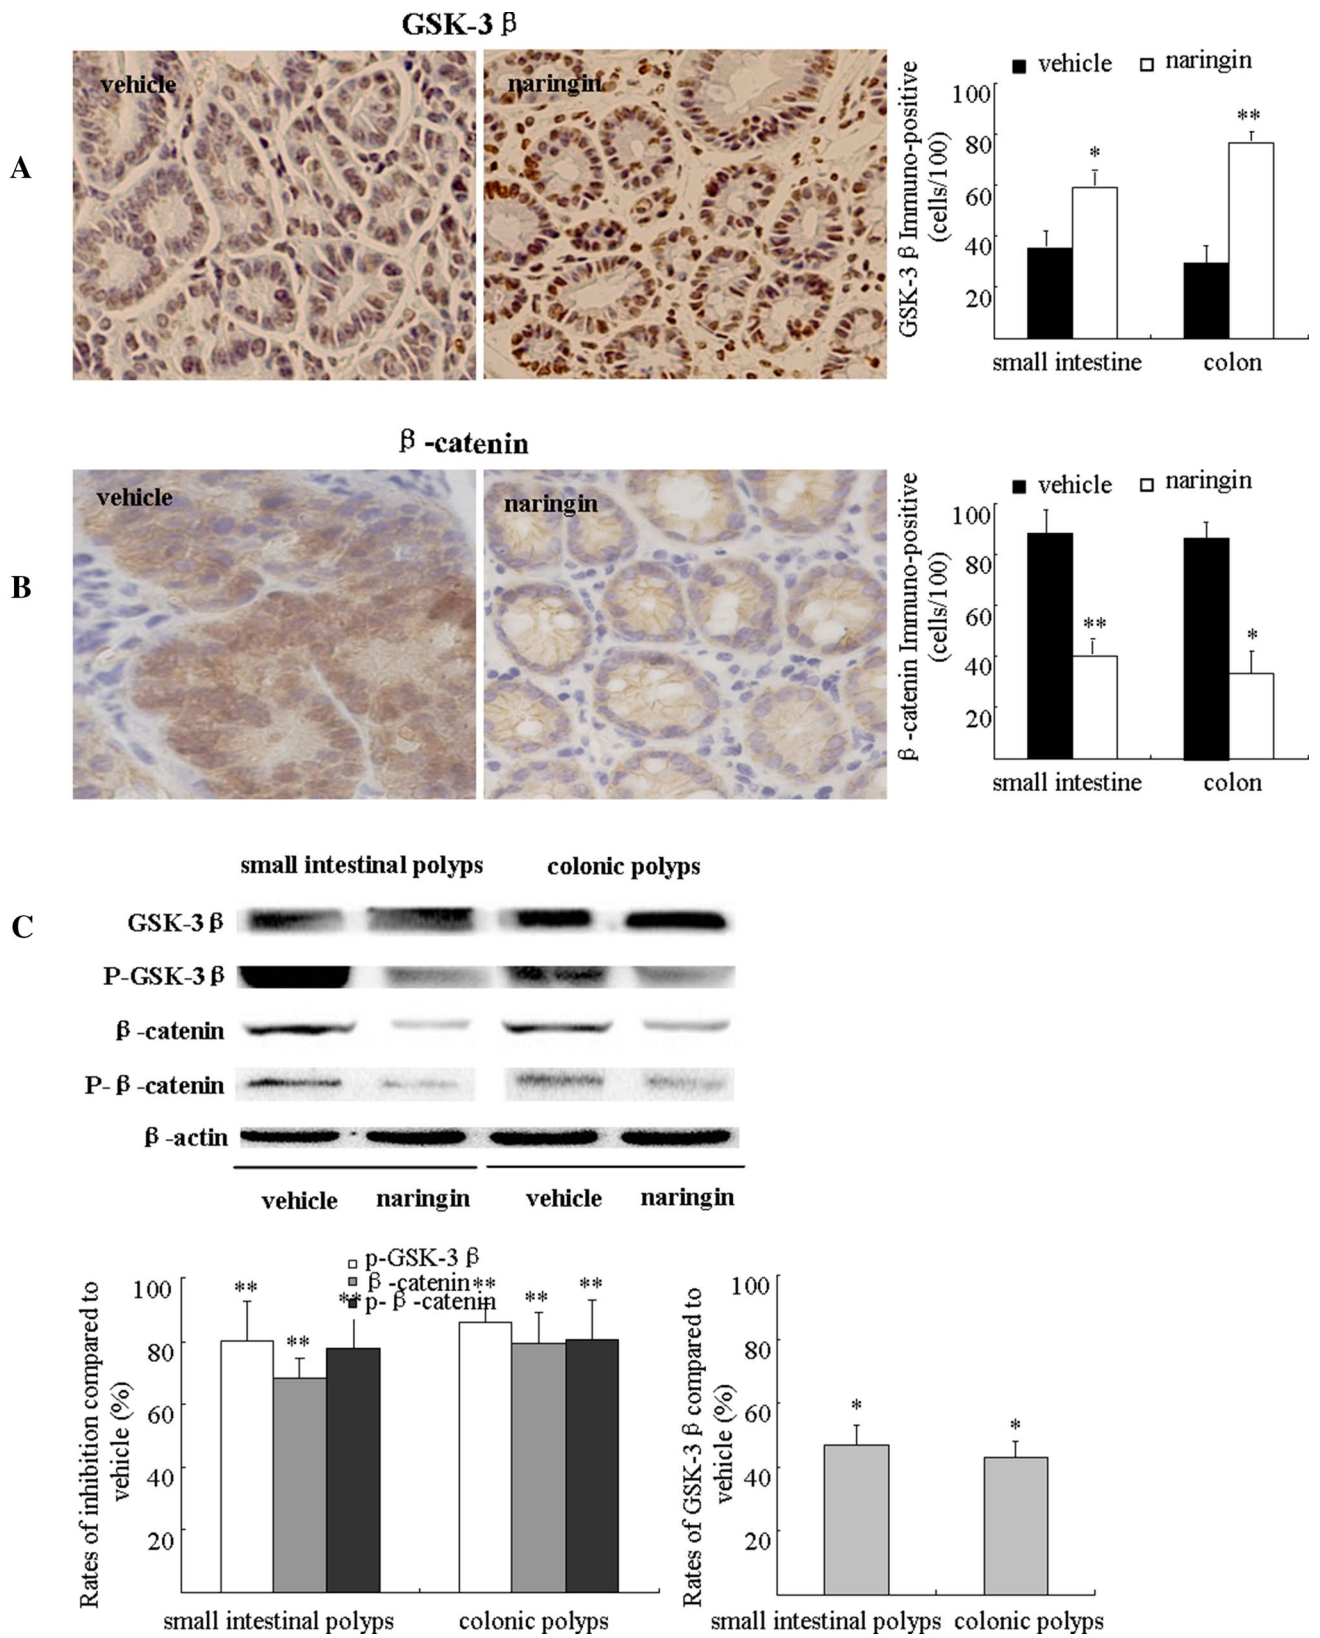 GSK-3 β
A
vehicle
naringin
vehicle naringin
GSK-3 β Immuno-positive
(cells/100)
100
80
60
40
20
*
**
small intestine colon
β -catenin
B
vehicle
naringin
vehicle naringin
β -catenin Immuno-positive
(cells/100)
100
80
60
40
20
**
*
small intestine colon
C
small intestinal polyps colonic polyps
GSK-3β
P-GSK-3β
β -catenin
P- β -catenin
β -actin
vehicle naringin vehicle naringin
p-GSK-3 β
β -catenin
p- β -catenin
Rates of inhibition compared to
vehicle (%)
100
80
60
40
20
** ** ** ** ** **
small intestinal polyps colonic polyps
Rates of GSK-3 β compared to
vehicle (%)
100
80
60
40
20
* *
small intestinal polyps colonic polyps